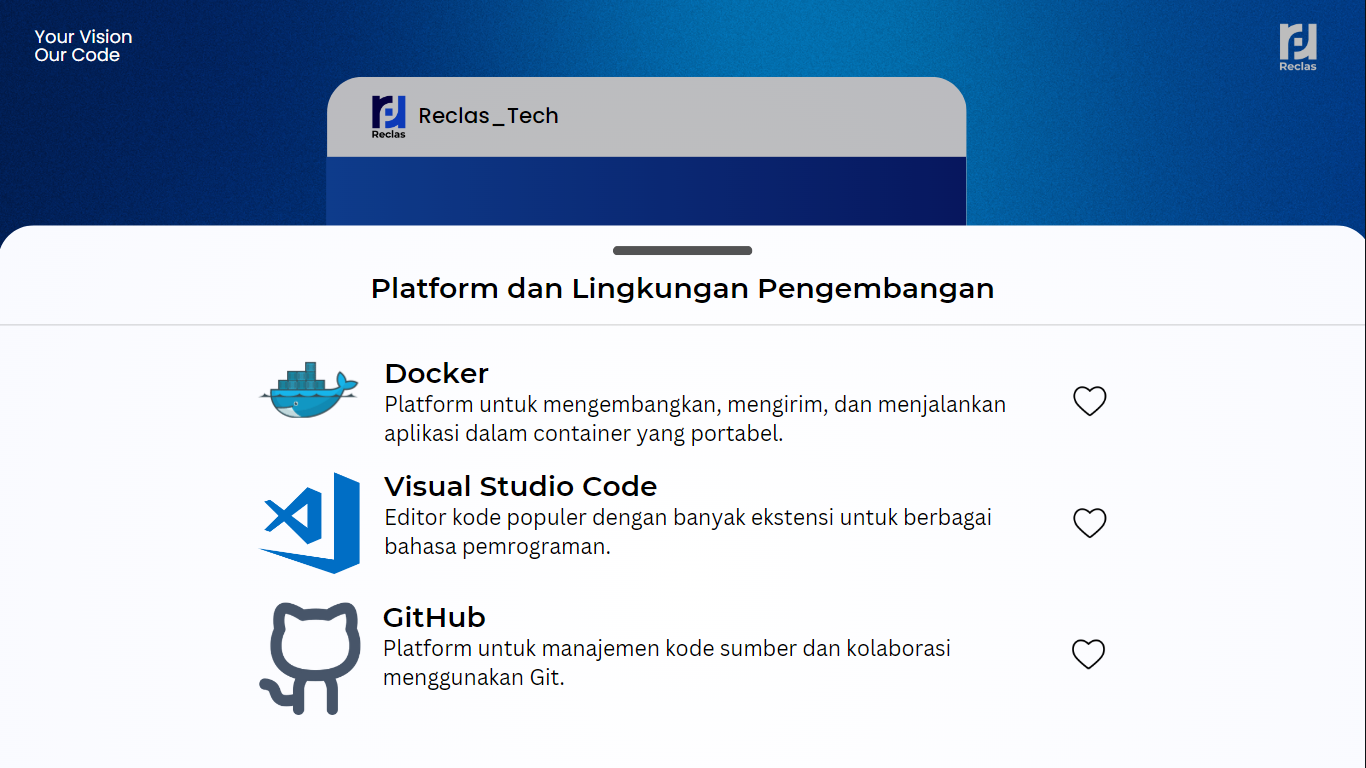 Your Vision
Our Code
Reclas
Reclas
Reclas_Tech
Platform dan Lingkungan Pengembangan
Docker
Platform untuk mengembangkan, mengirim, dan menjalankan
aplikasi dalam container yang portabel.
Visual Studio Code
Editor kode populer dengan banyak ekstensi untuk berbagai
bahasa pemrograman.
GitHub
Platform untuk manajemen kode sumber dan kolaborasi
menggunakan Git.